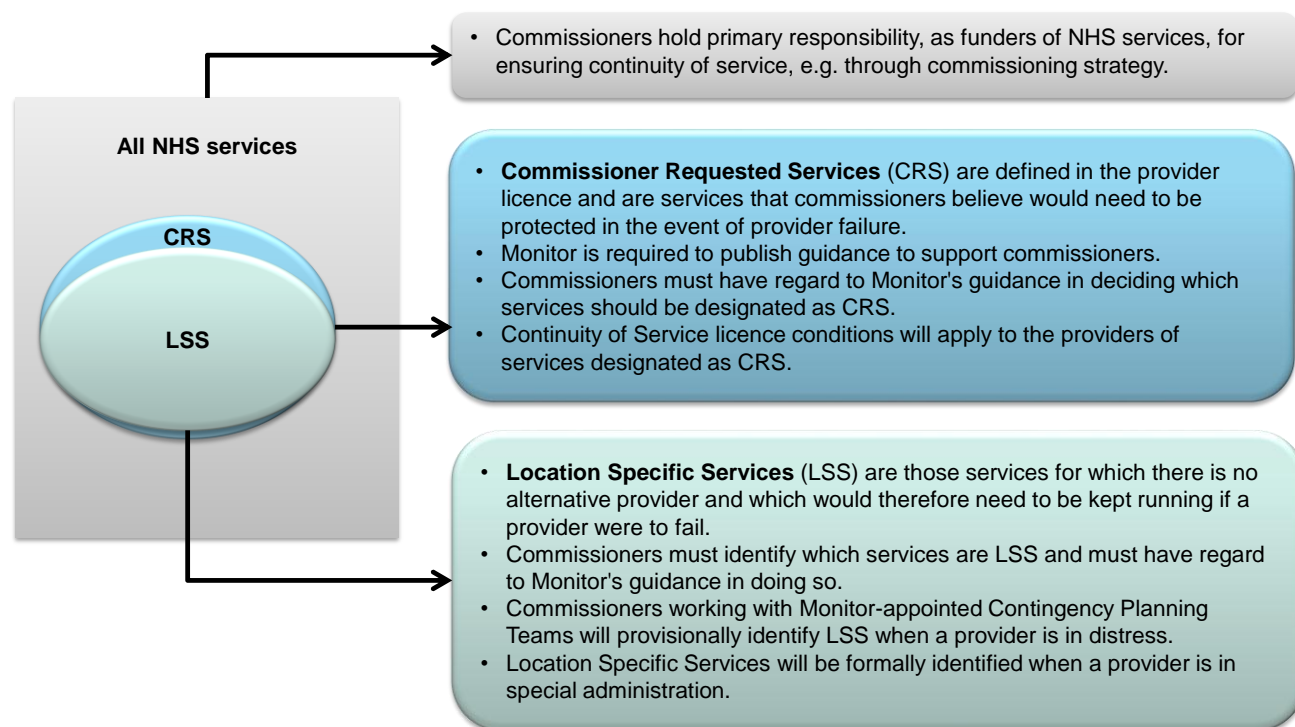 • Commissioners hold primary responsibility, as funders of NHS services, for
ensuring continuity of service, e.g. through commissioning strategy.
All NHS services
CRS
LSS
• Commissioner Requested Services (CRS) are defined in the provider
licence and are services that commissioners believe would need to be
protected in the event of provider failure.
• Monitor is required to publish guidance to support commissioners.
• Commissioners must have regard to Monitor's guidance in deciding which
services should be designated as CRS.
• Continuity of Service licence conditions will apply to the providers of
services designated as CRS.
• Location Specific Services (LSS) are those services for which there is no
alternative provider and which would therefore need to be kept running if a
provider were to fail.
• Commissioners must identify which services are LSS and must have regard
to Monitor's guidance in doing so.
• Commissioners working with Monitor-appointed Contingency Planning
Teams will provisionally identify LSS when a provider is in distress.
• Location Specific Services will be formally identified when a provider is in
special administration.